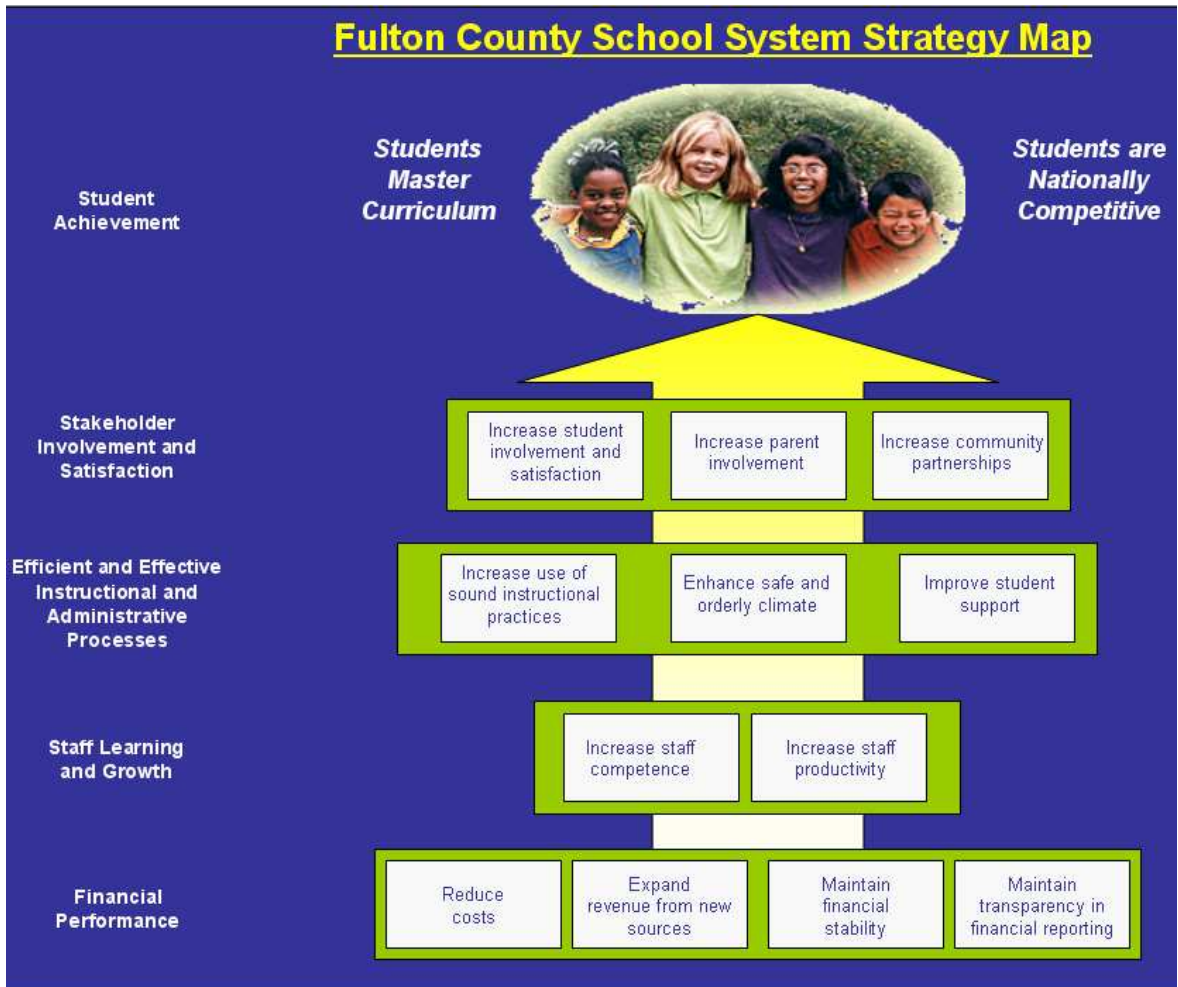 Fulton County School System Strategy Map
Students
Master
Curriculum
Students are
Nationally
Competitive
Student
Achievement
Stakeholder
Involvement and
Satisfaction
Increase student
involvement and
satisfaction
Increase parent
involvement
Increase community
partnerships
Efficient and Effective
Instructional and
Administrative
Processes
Increase use of
sound instructional
practices
Enhance safe and
orderly climate
Improve student
support
Staff Learning
and Growth
Increase staff
competence
Increase staff
productivity
Financial
Performance
Reduce
costs
Expand
revenue from new
sources
Maintain
financial
stability
Maintain
transparency in
financial reporting